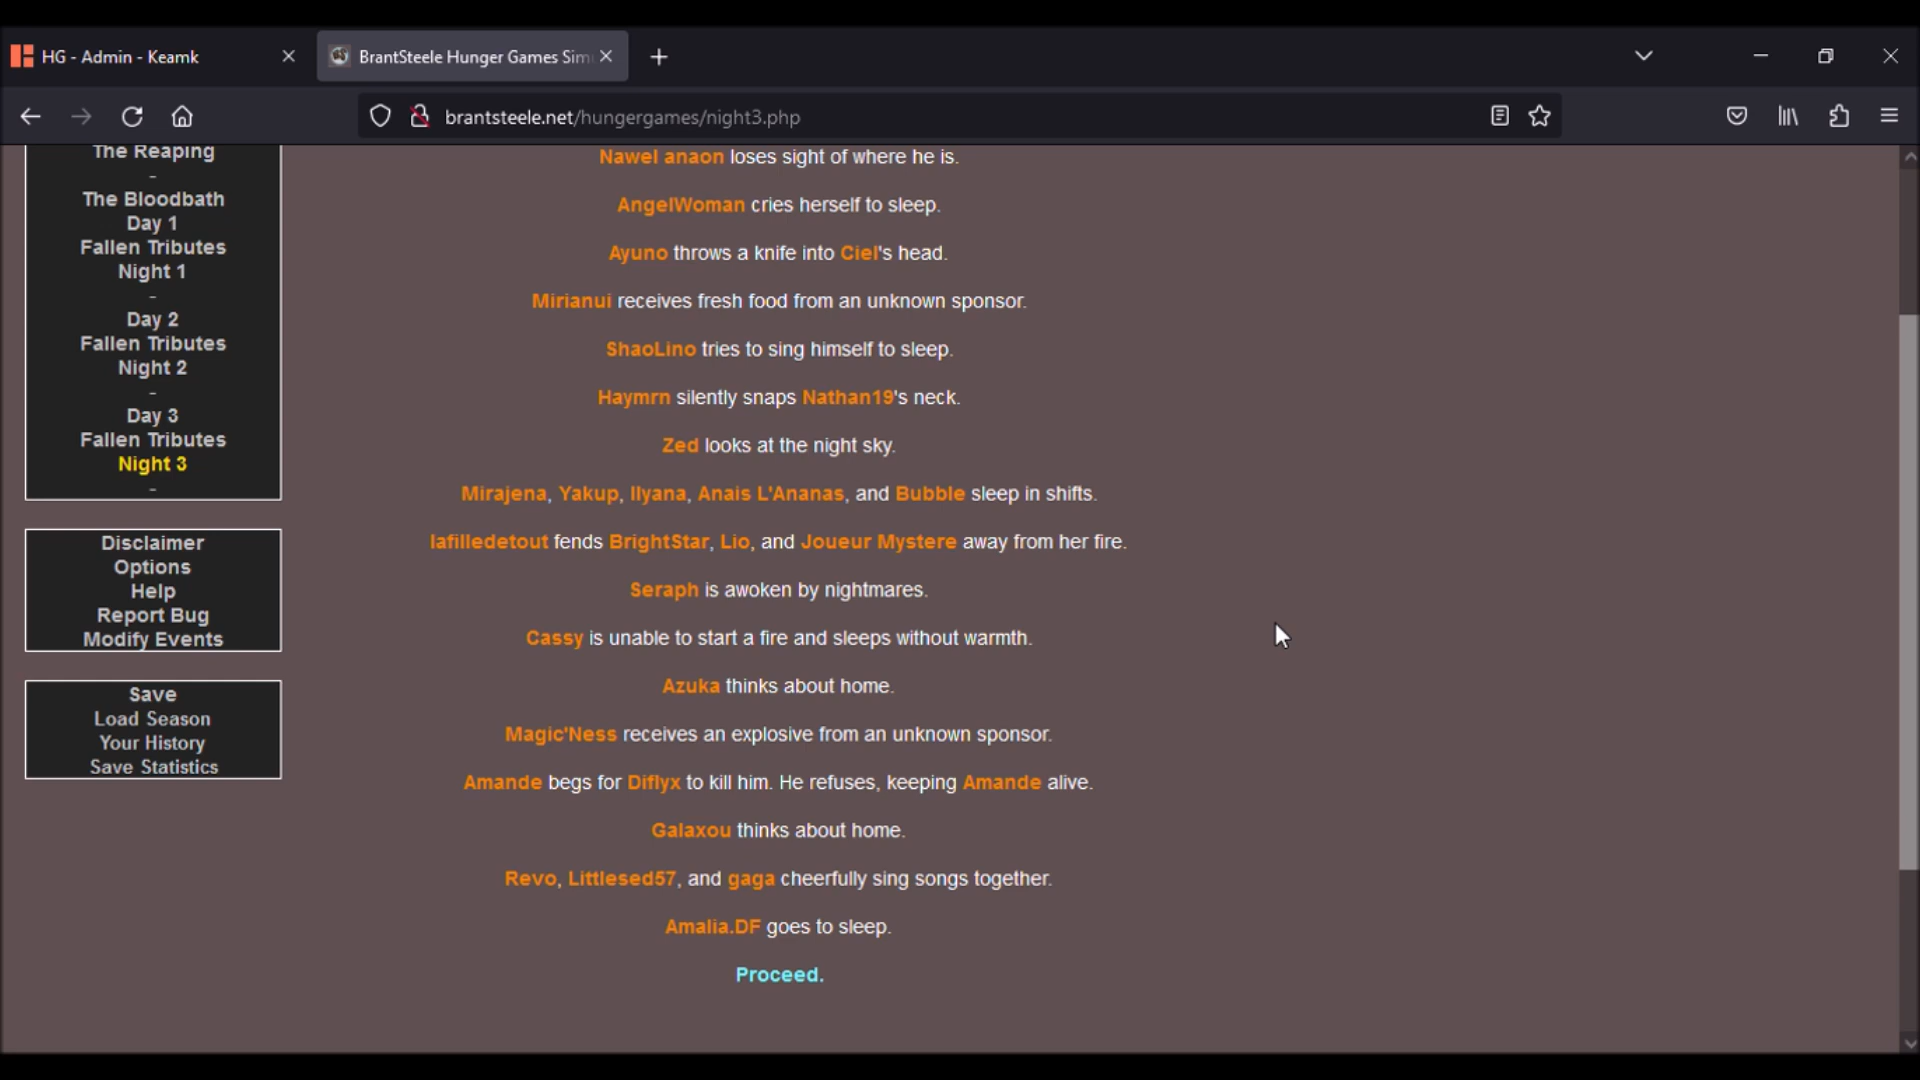 HG - Admin - Keamk
BrantSteele Hunger Games Sim
brantsteele.net/hungergames/night3.php
The Reaping
-
The Bloodbath
Day 1
Fallen Tributes
Night 1
-
Day 2
Fallen Tributes
Night 2
-
Day 3
Fallen Tributes
Night 3
-
Disclaimer
Options
Help
Report Bug
Modify Events
Save
Load Season
Your History
Save Statistics
Nawel anaon loses sight of where he is.
AngelWoman cries herself to sleep.
Ayuno throws a knife into Ciel's head.
Mirianui receives fresh food from an unknown sponsor.
ShaoLino tries to sing himself to sleep.
Haymrn silently snaps Nathan19's neck.
Zed looks at the night sky.
Mirajena, Yakup, Ilyana, Anais L'Ananas, and Bubble sleep in shifts.
lafilledetout fends BrightStar, Lio, and Joueur Mystere away from her fire.
Seraph is awoken by nightmares.
Cassy is unable to start a fire and sleeps without warmth.
Azuka thinks about home.
Magic'Ness receives an explosive from an unknown sponsor.
Amande begs for Diflyx to kill him. He refuses, keeping Amande alive.
Galaxou thinks about home.
Revo, Littlesed57, and gaga cheerfully sing songs together.
Amalia.DF goes to sleep.
Proceed.